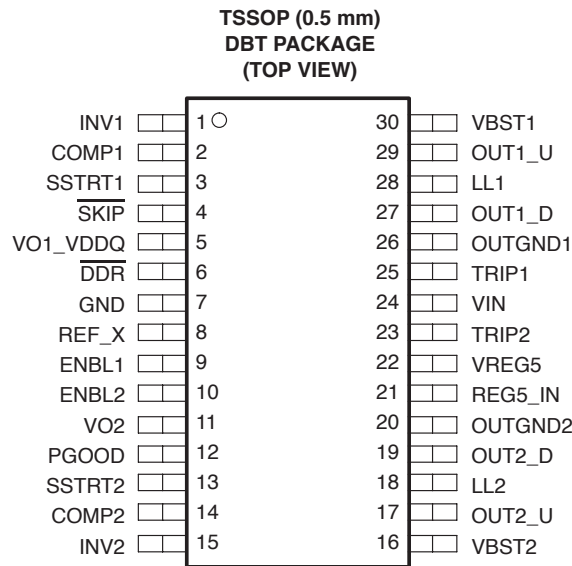 TSSOP (0.5 mm)
DBT PACKAGE
(TOP VIEW)
INV1 1 30 VBST1
COMP1 2 29 OUT1_U
SSTRT1 3 28 LL1
SKIP 4 27 OUT1_D
VO1_VDDQ 5 26 OUTGND1
DDR 6 25 TRIP1
GND 7 24 VIN
REF_X 8 23 TRIP2
ENBL1 9 22 VREG5
ENBL2 10 21 REG5_IN
VO2 11 20 OUTGND2
PGOOD 12 19 OUT2_D
SSTRT2 13 18 LL2
COMP2 14 17 OUT2_U
INV2 15 16 VBST2